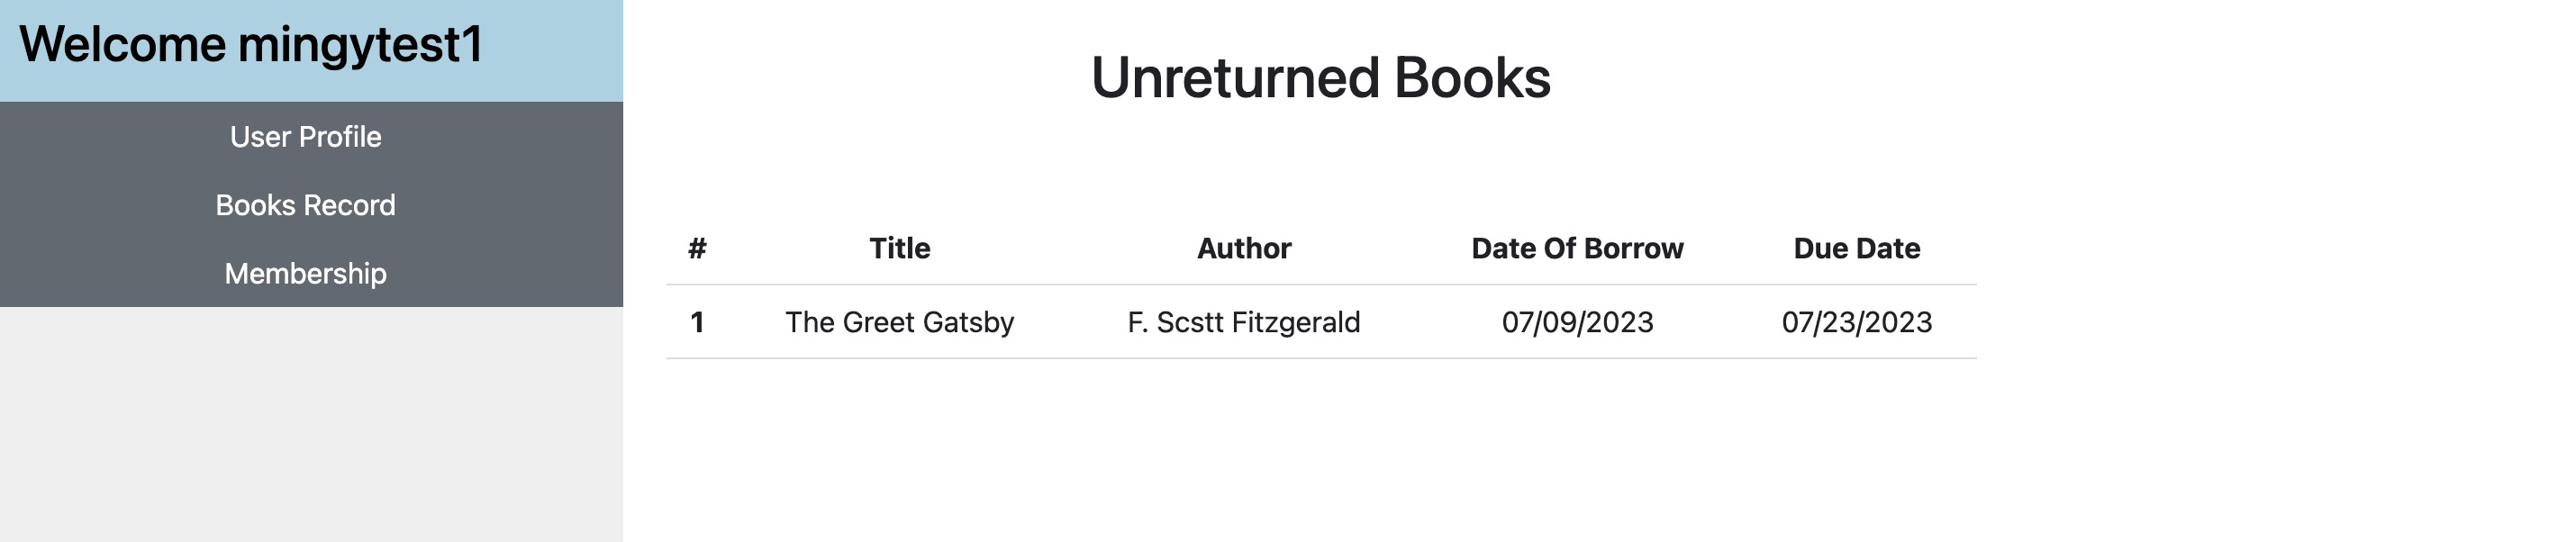 Welcome mingytest1
User Profile
Books Record
Membership
Unreturned Books
# Title Author Date Of Borrow Due Date
1 The Greet Gatsby F. Scstt Fitzgerald 07/09/2023 07/23/2023